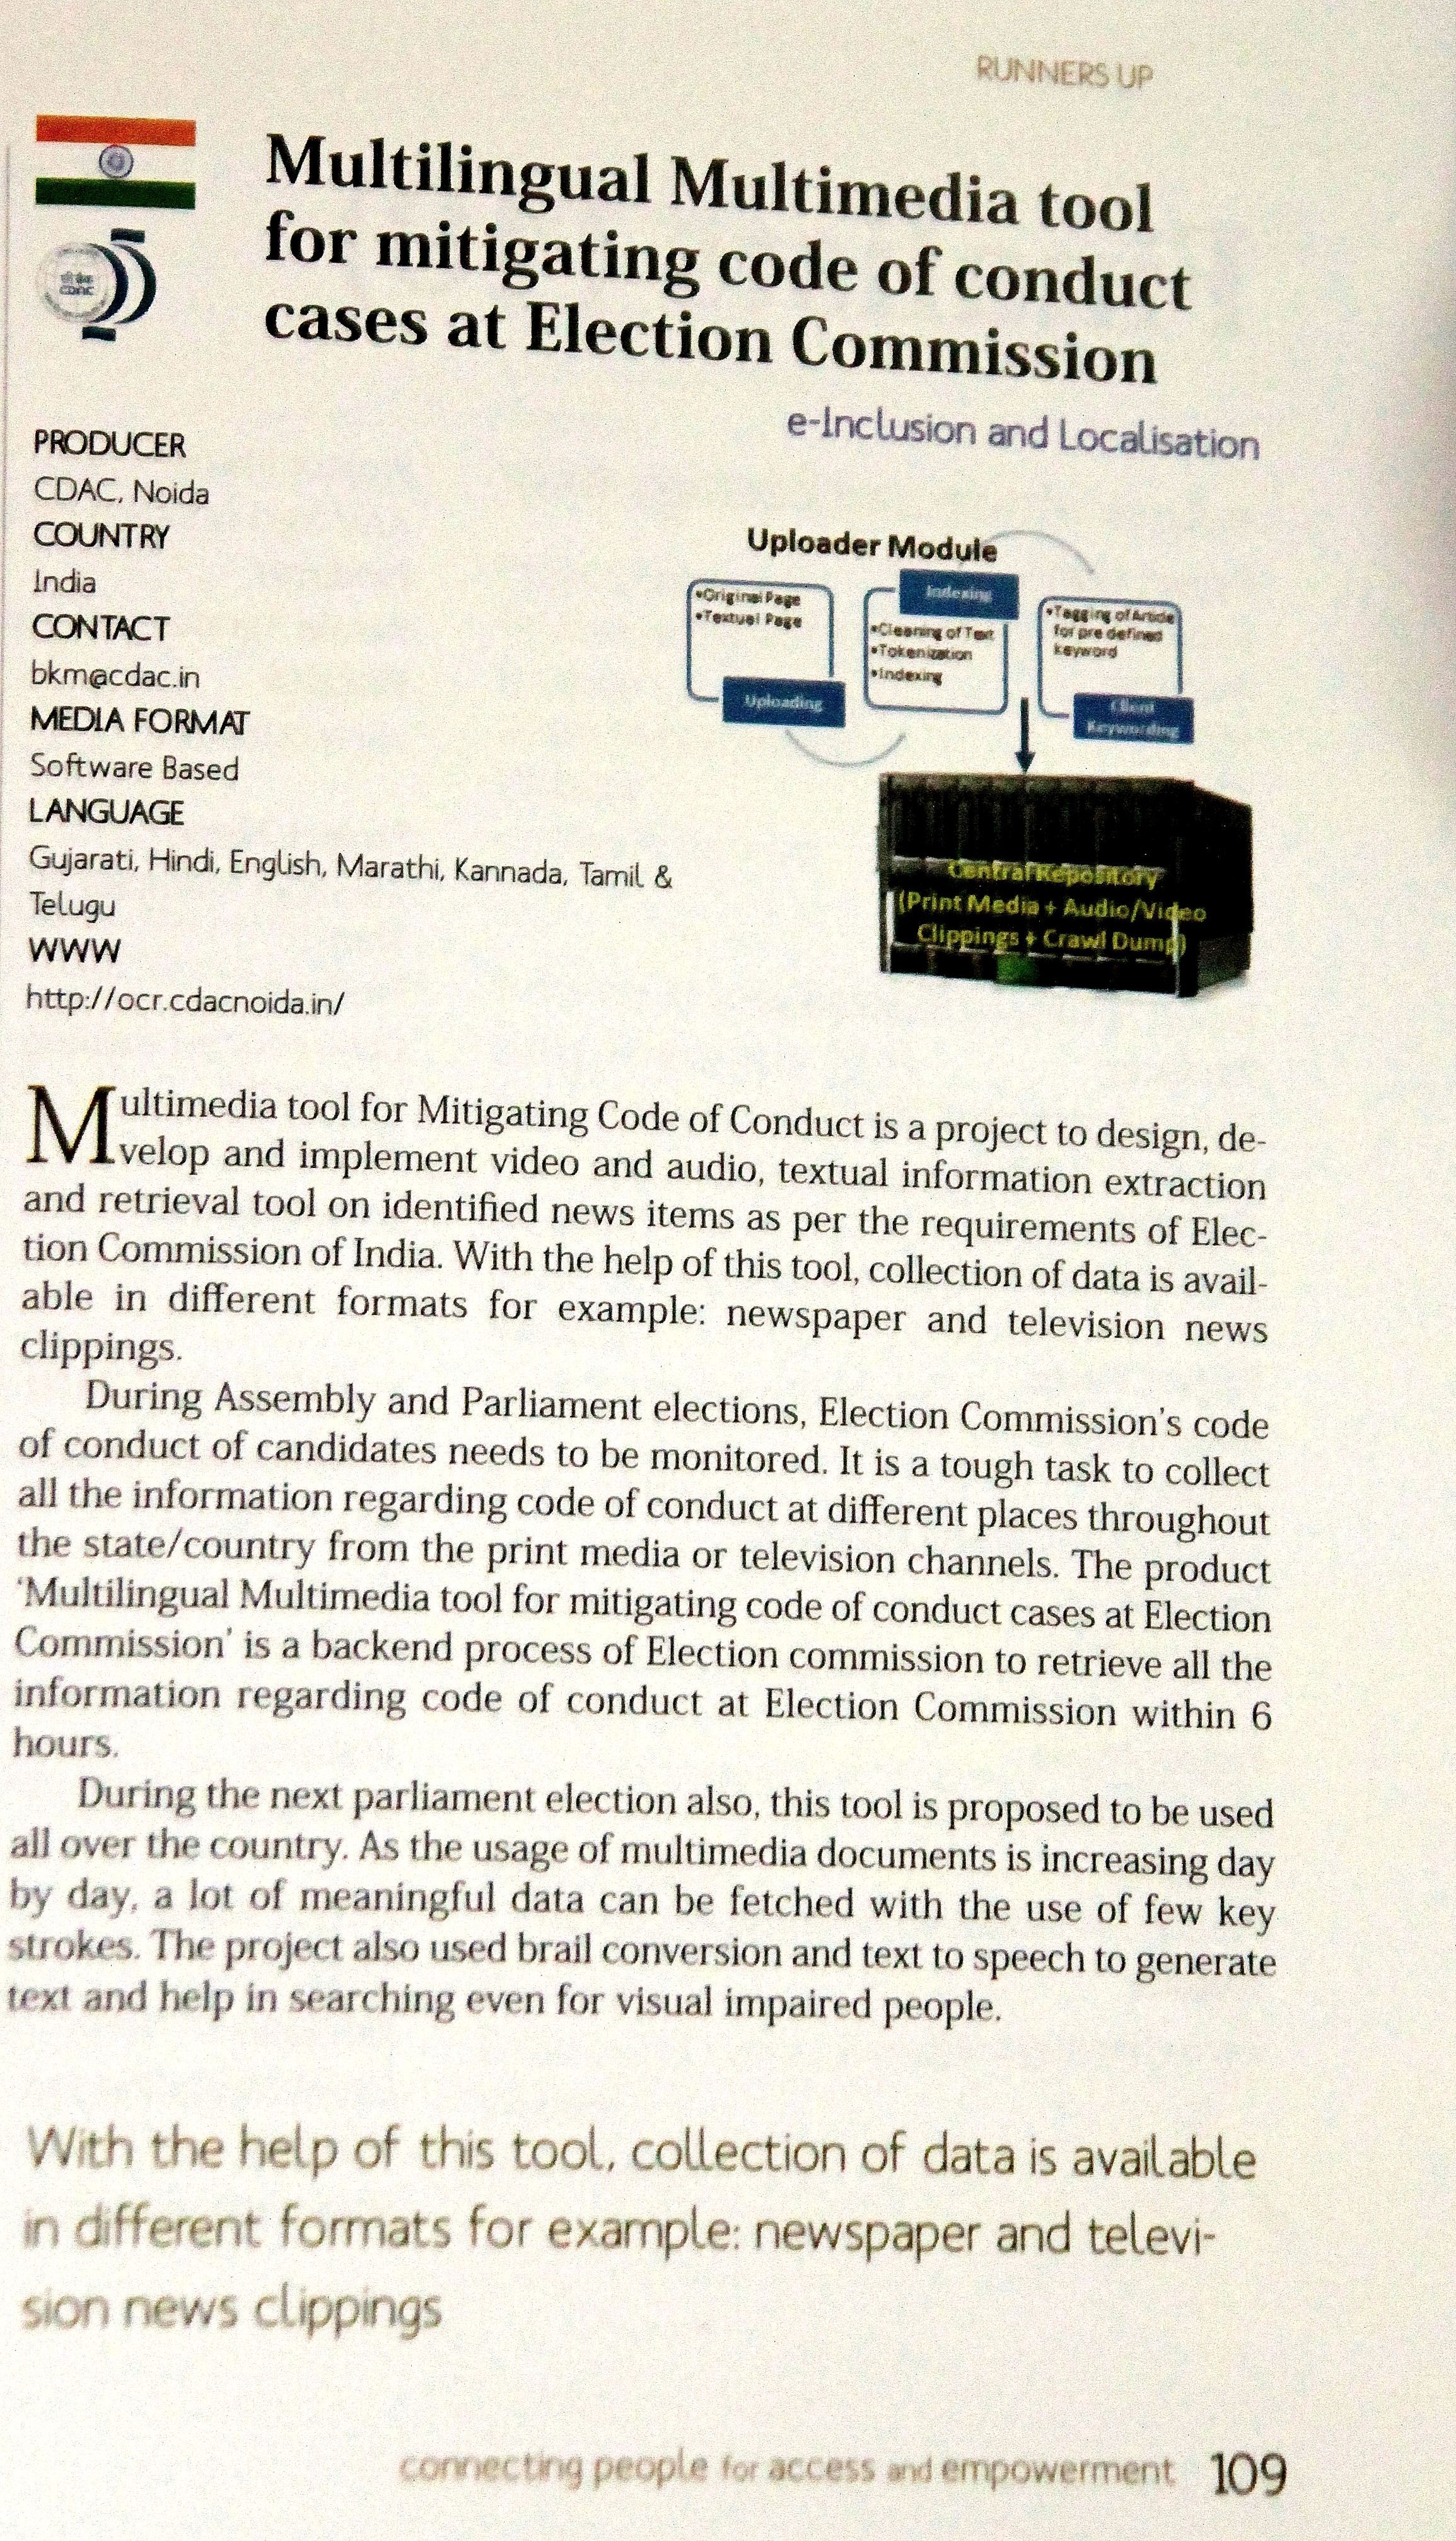 RUNNERS UP
Multilingual Multimedia tool
for mitigating code of conduct
cases at Election Commission
e-Inclusion and Localisation
CDAC
PRODUCER
CDAC, Noida
COUNTRY
India
CONTACT
bkm@cdac.in
MEDIA FORMAT
Software Based
LANGUAGE
Gujarati, Hindi, English, Marathi, Kannada, Tamil &
Telugu
WWW
http://ocr.cdacnoida.in/
Uploader Module
•Original Page
•Textual Page
Uploading
Indexing
•Cleaning of Text
•Tokenization
•Indexing
•Tagging of Article
for pre defined
keyword
Client
Keywording
Central Repository
(Print Media + Audio/Video
Clippings + Crawl Dump)
Multimedia tool for Mitigating Code of Conduct is a project to design, de-
velop and implement video and audio, textual information extraction
and retrieval tool on identified news items as per the requirements of Elec-
tion Commission of India. With the help of this tool, collection of data is avail-
able in different formats for example: newspaper and television news
clippings.
During Assembly and Parliament elections, Election Commission's code
of conduct of candidates needs to be monitored. It is a tough task to collect
all the information regarding code of conduct at different places throughout
the state/country from the print media or television channels. The product
'Multilingual Multimedia tool for mitigating code of conduct cases at Election
Commission' is a backend process of Election commission to retrieve all the
information regarding code of conduct at Election Commission within 6
hours.
During the next parliament election also, this tool is proposed to be used
all over the country. As the usage of multimedia documents is increasing day
by day, a lot of meaningful data can be fetched with the use of few key
strokes. The project also used brail conversion and text to speech to generate
text and help in searching even for visual impaired people.
With the help of this tool, collection of data is available
in different formats for example: newspaper and televi-
sion news clippings
connecting people for access and empowerment 109